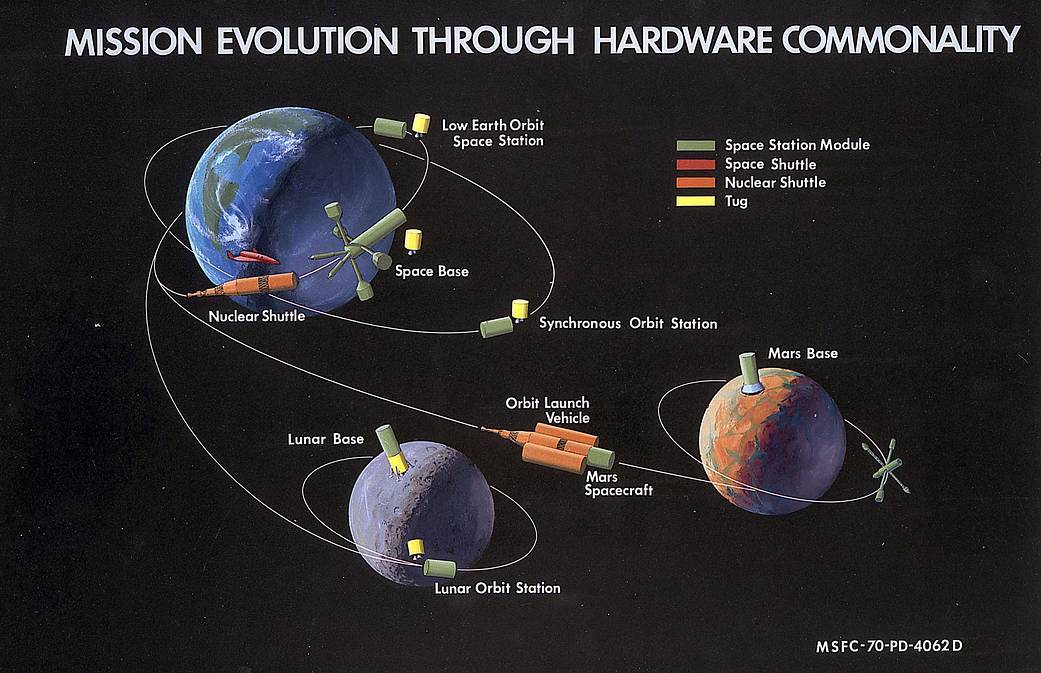 MISSION EVOLUTION THROUGH HARDWARE COMMONALITY
Low Earth Orbit
Space Station
Space Station Module
Space Shuttle
Nuclear Shuttle
Tug
Space Base
Nuclear Shuttle
Synchronous Orbit Station
Mars Base
Orbit Launch
Vehicle
Lunar Base
Mars
Spacecraft
Lunar Orbit Station
MSFC-70-PD-4062D